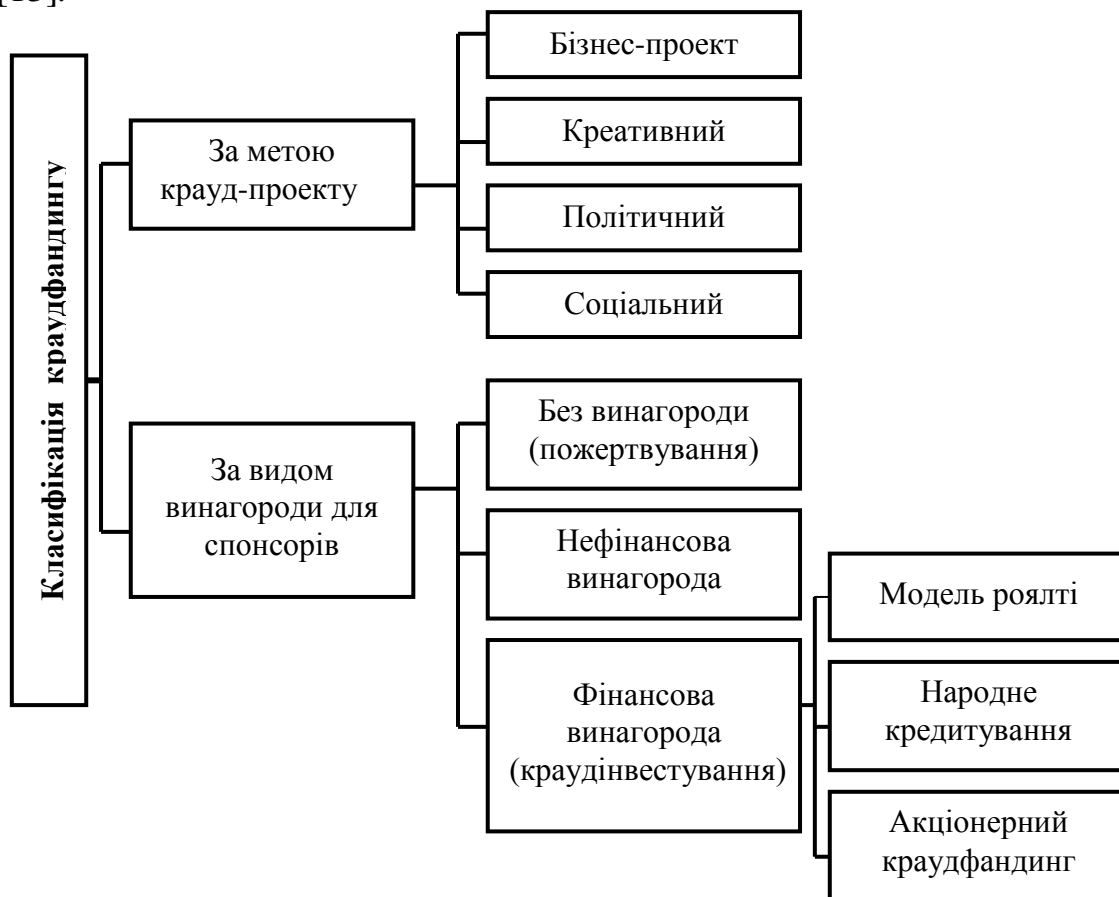 Класифікація краудфандингу
За метою
крауд-проекту
Бізнес-проект
Креативний
Політичний
Соціальний
За видом
винагороди для
спонсорів
Без винагороди
(пожертвування)
Нефінансова
винагорода
Фінансова
винагорода
(краудінвестування)
Модель роялті
Народне
кредитування
Акціонерний
краудфандинг